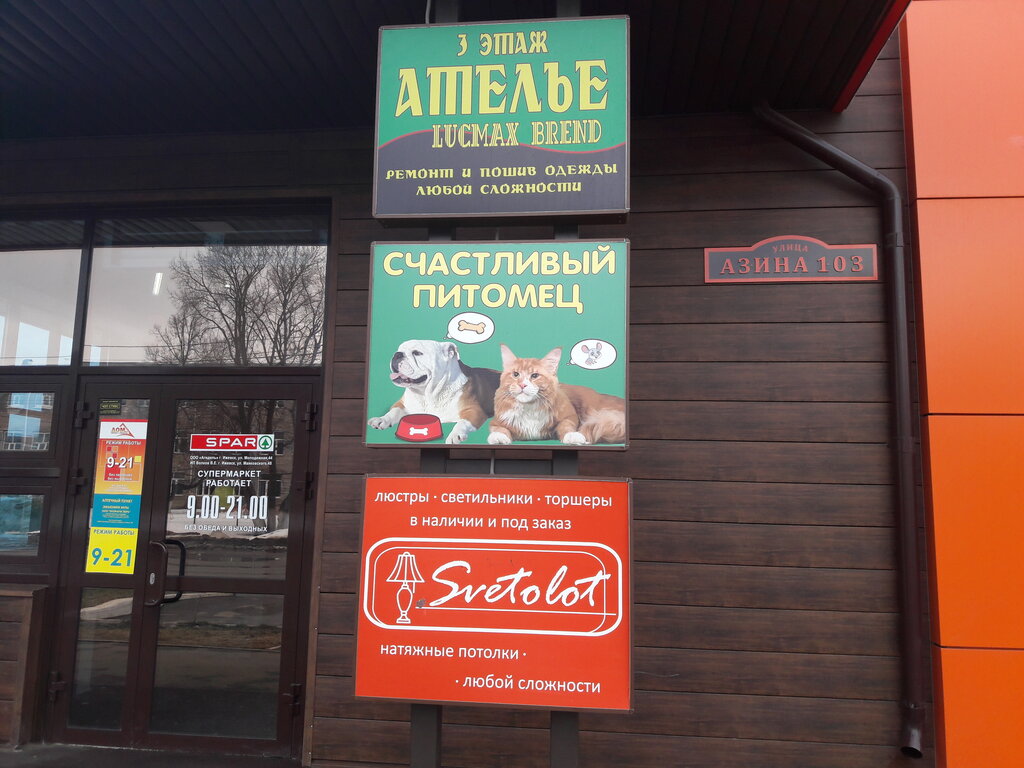 3 ЭТАЖ
АТЕЛЬЕ
LUCMAX BREND
РЕМОНТ И ПОШИВ ОДЕЖДЫ
ЛЮБОЙ СЛОЖНОСТИ
СЧАСТЛИВЫЙ
ПИТОМЕЦ
УЛИЦА
АЗИНА 103
люстры · светильники · торшеры
в наличии и под заказ
Svetolot
натяжные потолки ·
· любой сложности
SPAR
СУПЕРМАРКЕТ
РАБОТАЕТ
9.00-21.00
БЕЗ ОБЕДА И ВЫХОДНЫХ
РЕЖИМ РАБОТЫ
9-21
АПТЕЧНЫЙ ПУНКТ
РЕЖИМ РАБОТЫ
9-21